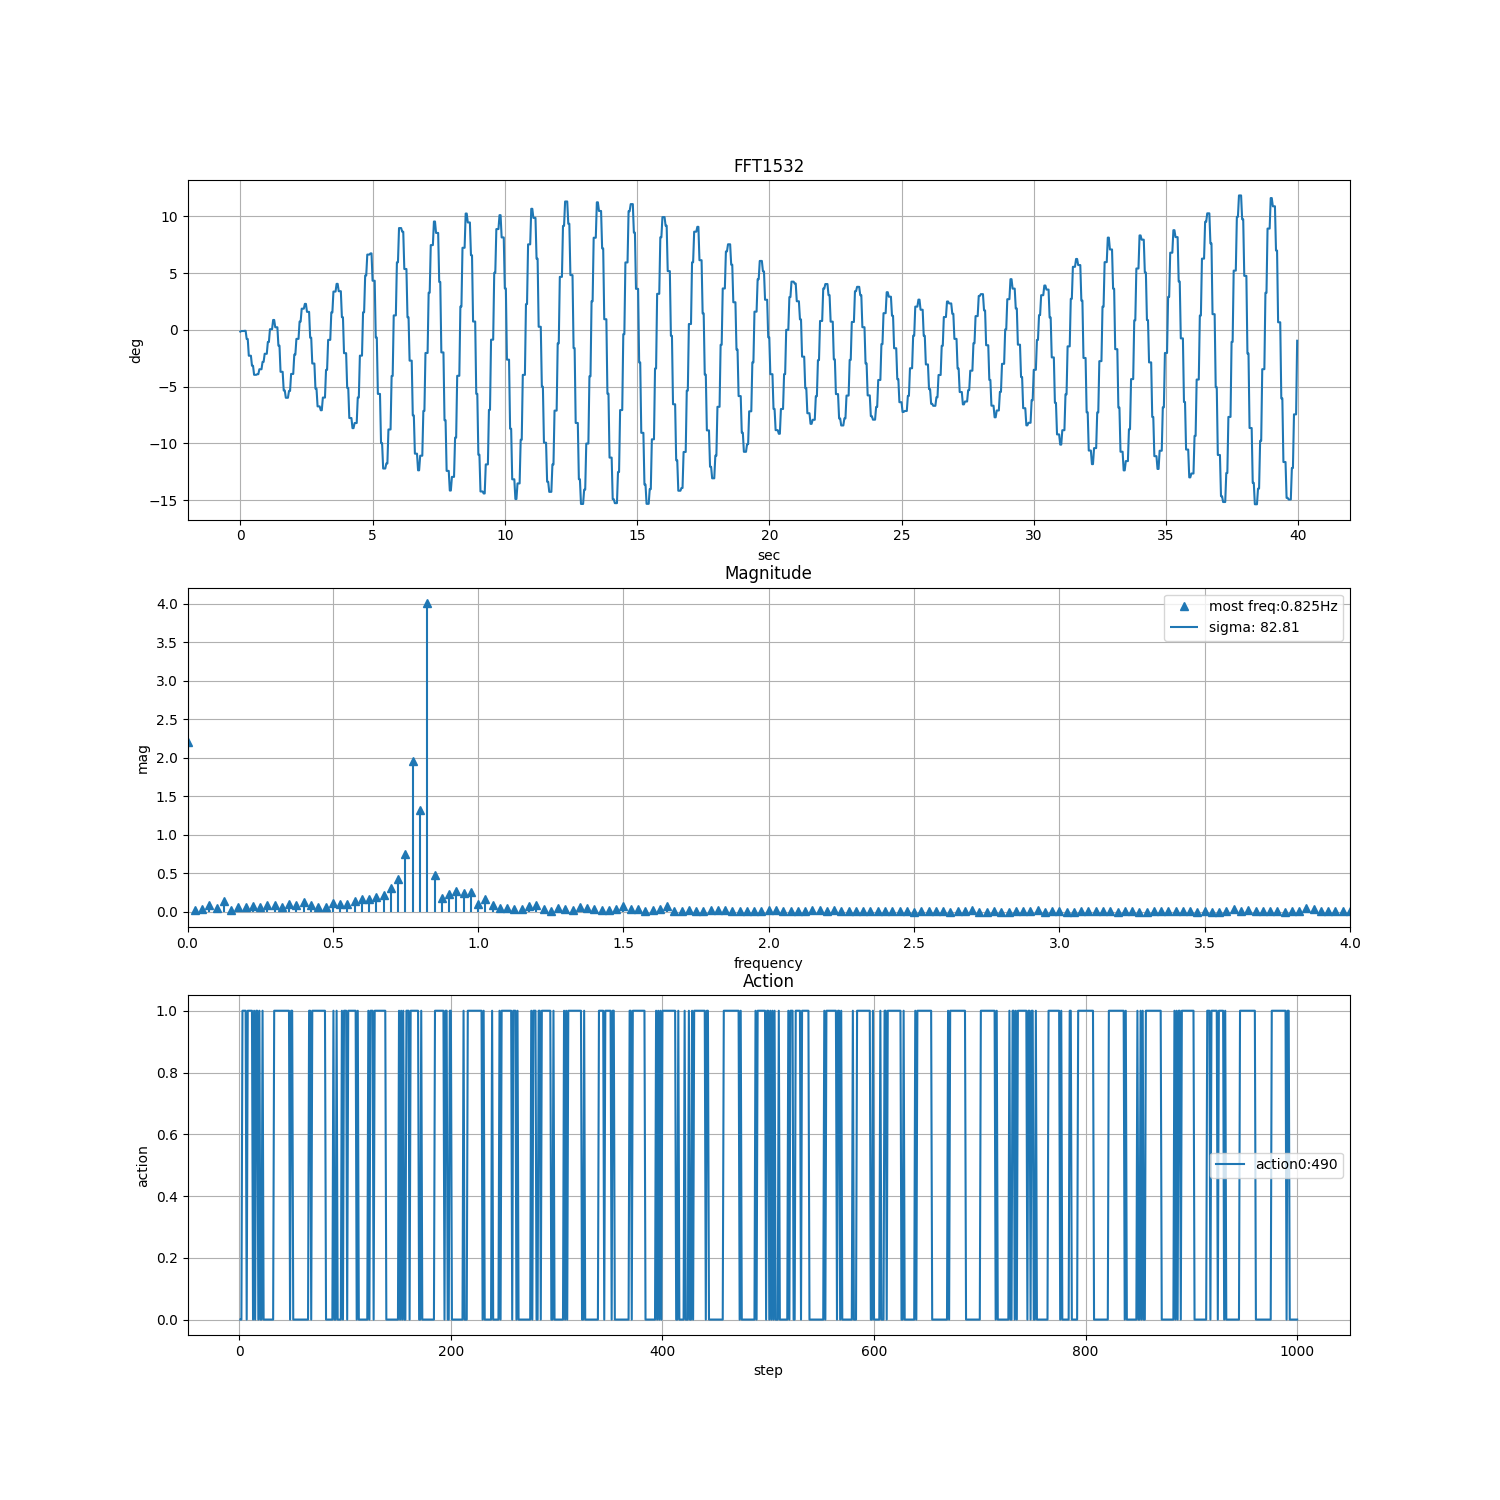 FFT1532
10
5
0
−5
−10
−15
deg
0 5 10 15 20 25 30 35 40
sec
Magnitude
4.0
3.5
3.0
2.5
2.0
1.5
1.0
0.5
0.0
mag
most freq:0.825Hz
sigma: 82.81
0.0 0.5 1.0 1.5 2.0 2.5 3.0 3.5 4.0
frequency
Action
1.0
0.8
0.6
0.4
0.2
0.0
action
action0:490
0 200 400 600 800 1000
step